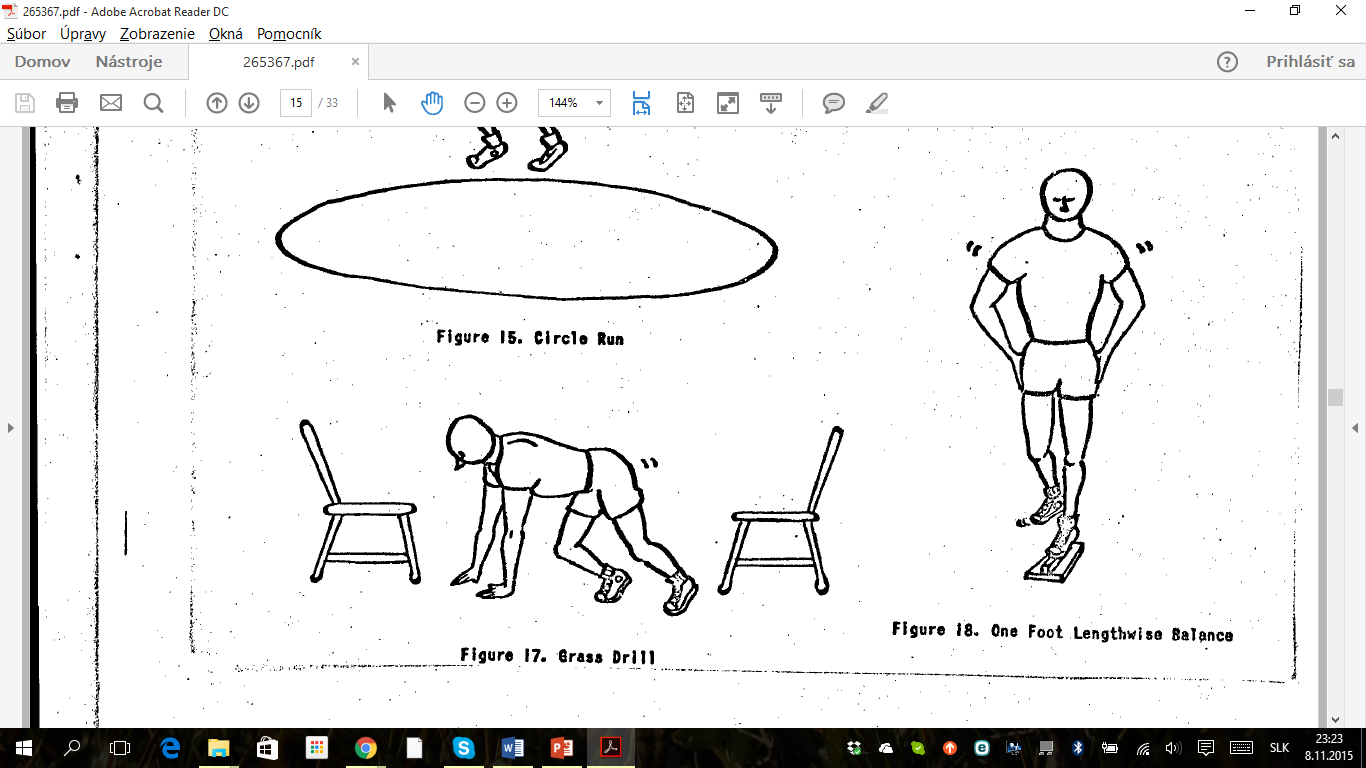 265367.pdf - Adobe Acrobat Reader DC
Súbor Úpravy Zobrazenie Okná Pomocník
Domov Nástroje 265367.pdf × ? Prihlásiť sa
15 / 33 144%
Figure 15. Circle Run
Figure 18. One Foot Lengthwise Balance
Figure 17. Grass Drill
SLK 23:23
8.11.2015